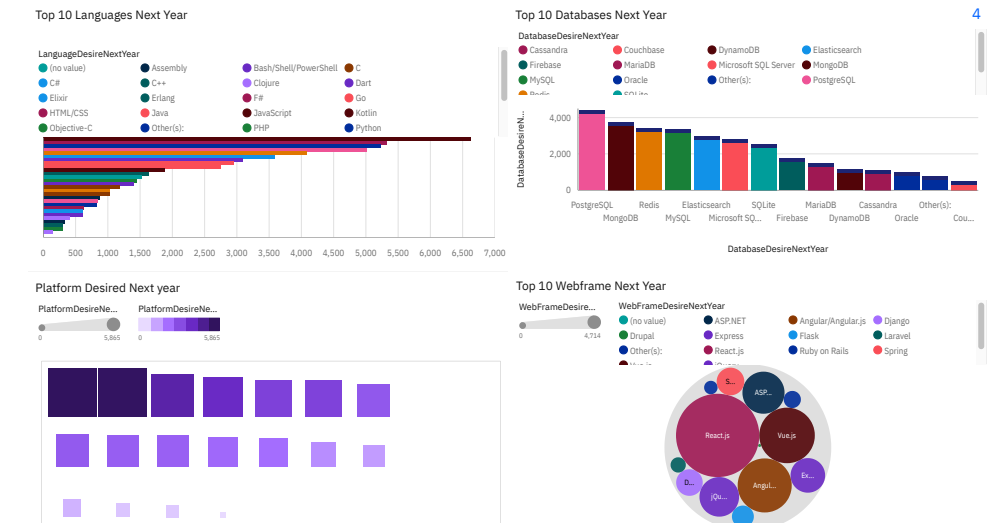 Top 10 Languages Next Year
LanguageDesireNextYear
(no value) Assembly Bash/Shell/PowerShell C
C# C++ Clojure Dart
Elixir Erlang F# Go
HTML/CSS Java JavaScript Kotlin
Objective-C Other(s): PHP Python
0 500 1,000 1,500 2,000 2,500 3,000 3,500 4,000 4,500 5,000 5,500 6,000 6,500 7,000
Top 10 Databases Next Year 4
DatabaseDesireNextYear
Cassandra Couchbase DynamoDB Elasticsearch
Firebase MariaDB Microsoft SQL Server MongoDB
MySQL Oracle Other(s): PostgreSQL
Redis SQLite
DatabaseDesireN...
4,000
2,000
0
PostgreSQL Redis Elasticsearch SQLite MariaDB Cassandra Other(s):
MongoDB MySQL Microsoft SQ... Firebase DynamoDB Oracle Cou...
DatabaseDesireNextYear
Platform Desired Next year
PlatformDesireNe... PlatformDesireNe...
0 5,865 0 5,865
Top 10 Webframe Next Year
WebFrameDesire... WebFrameDesireNextYear
0 4,714
(no value) ASP.NET Angular/Angular.js Django
Drupal Express Flask Laravel
Other(s): React.js Ruby on Rails Spring
Vue.js jQuery
S...
ASP...
React.js Vue.js
D... Ex...
jQu... Angul...